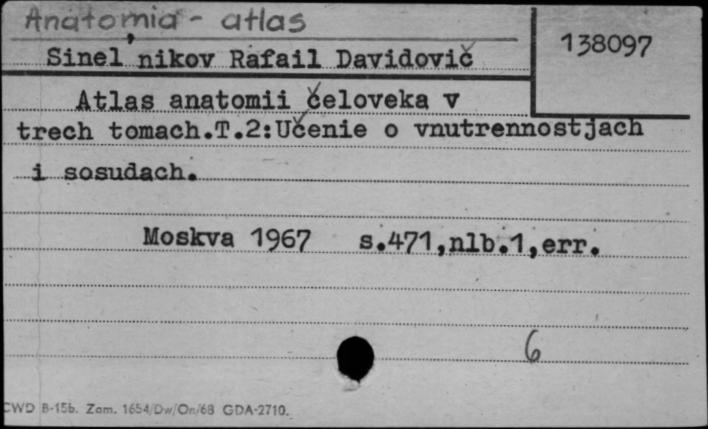 Anatomia - atlas
138097
Sinel'nikov Rafail Davidovič
Atlas anatomii čeloveka v
trech tomach.T.2:Učenie o vnutrennostjach
i sosudach.
Moskva 1967 s.471,nlb.1,err.
6
CWD B-15b. Zam. 1654/Dw/On/68 GDA-2710.